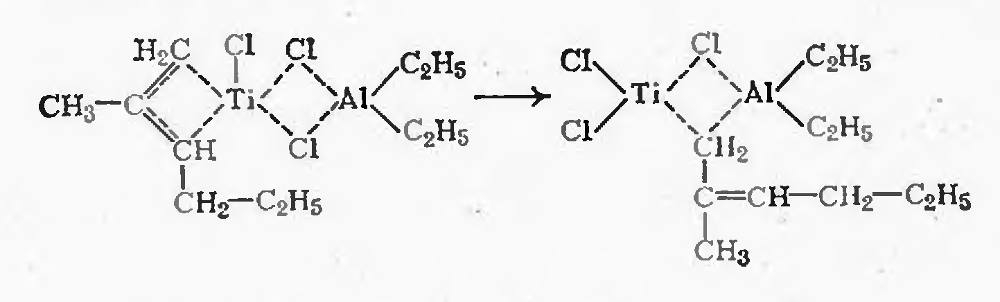 H₂C Cl Cl C₂H₅ Cl Cl C₂H₅
CH₃—C Ti Al → Ti Al
CH Cl C₂H₅ Cl CH₂ C₂H₅
CH₂—C₂H₅ C=CH—CH₂—C₂H₅
CH₃